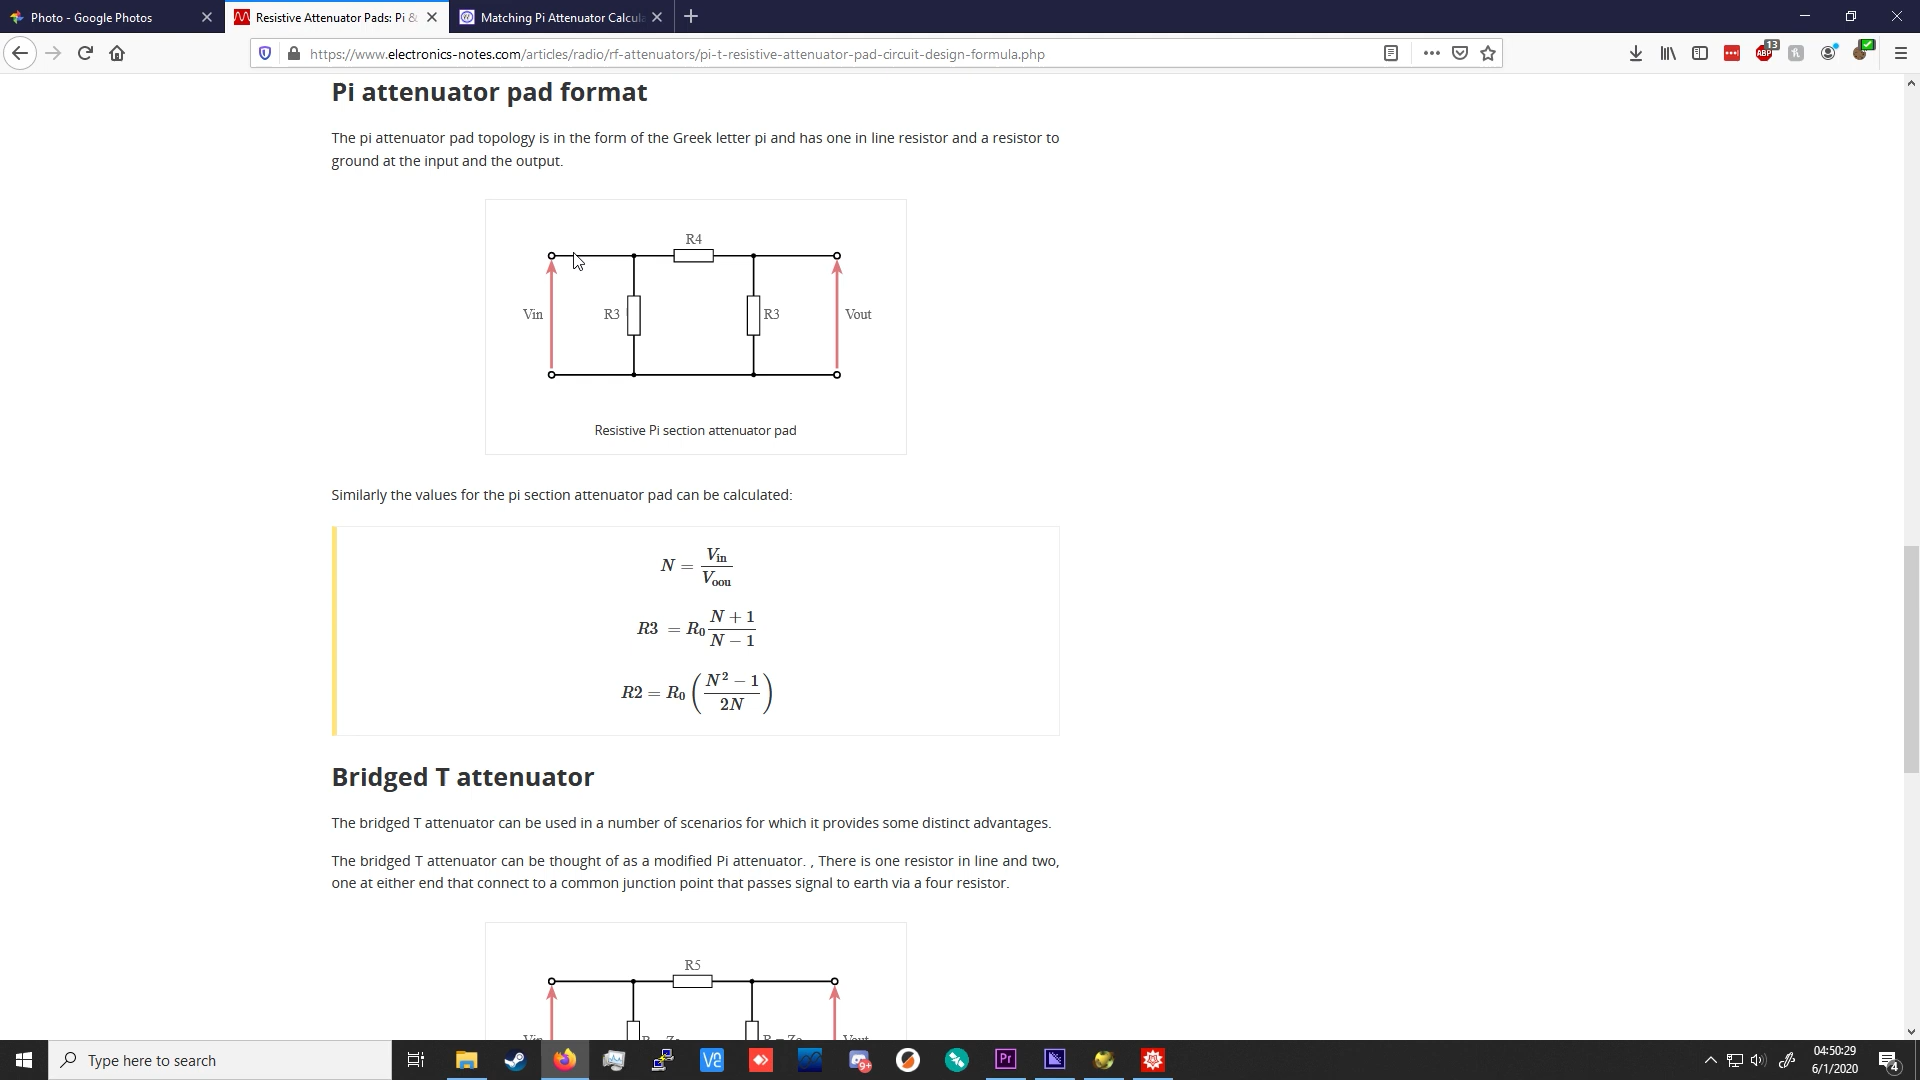 Photo - Google Photos
Resistive Attenuator Pads: Pi &
Matching Pi Attenuator Calcula
https://www.electronics-notes.com/articles/radio/rf-attenuators/pi-t-resistive-attenuator-pad-circuit-design-formula.php
ABP
13
Pi attenuator pad format
The pi attenuator pad topology is in the form of the Greek letter pi and has one in line resistor and a resistor to
ground at the input and the output.
R4
Vin
R3
R3
Vout
Resistive Pi section attenuator pad
Similarly the values for the pi section attenuator pad can be calculated:
N = Vin / Voou
R3 = R0 N + 1 / N − 1
R2 = R0 ( N² − 1 / 2N )
Bridged T attenuator
The bridged T attenuator can be used in a number of scenarios for which it provides some distinct advantages.
The bridged T attenuator can be thought of as a modified Pi attenuator. , There is one resistor in line and two,
one at either end that connect to a common junction point that passes signal to earth via a four resistor.
R5
Type here to search
9+
Pr
04:50:29
6/1/2020
4